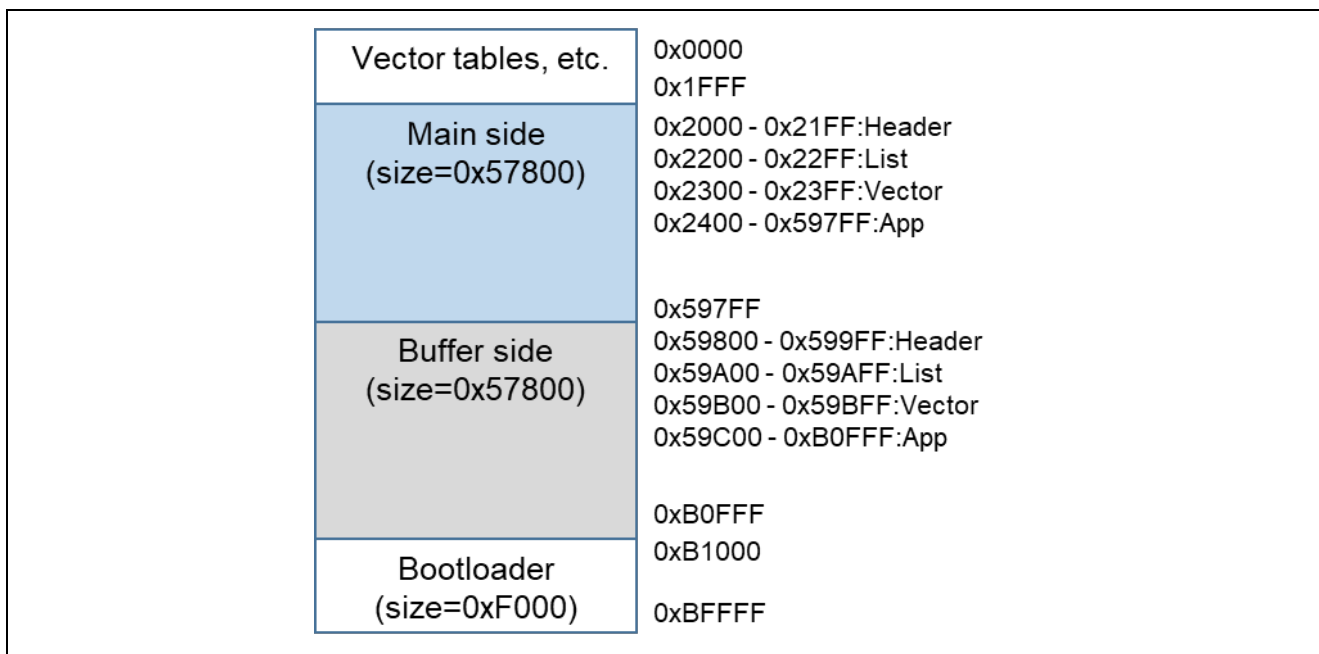 Vector tables, etc.
0x0000
0x1FFF
Main side
(size=0x57800)
0x2000 - 0x21FF:Header
0x2200 - 0x22FF:List
0x2300 - 0x23FF:Vector
0x2400 - 0x597FF:App
0x597FF
Buffer side
(size=0x57800)
0x59800 - 0x599FF:Header
0x59A00 - 0x59AFF:List
0x59B00 - 0x59BFF:Vector
0x59C00 - 0xB0FFF:App
0xB0FFF
0xB1000
Bootloader
(size=0xF000)
0xBFFFF